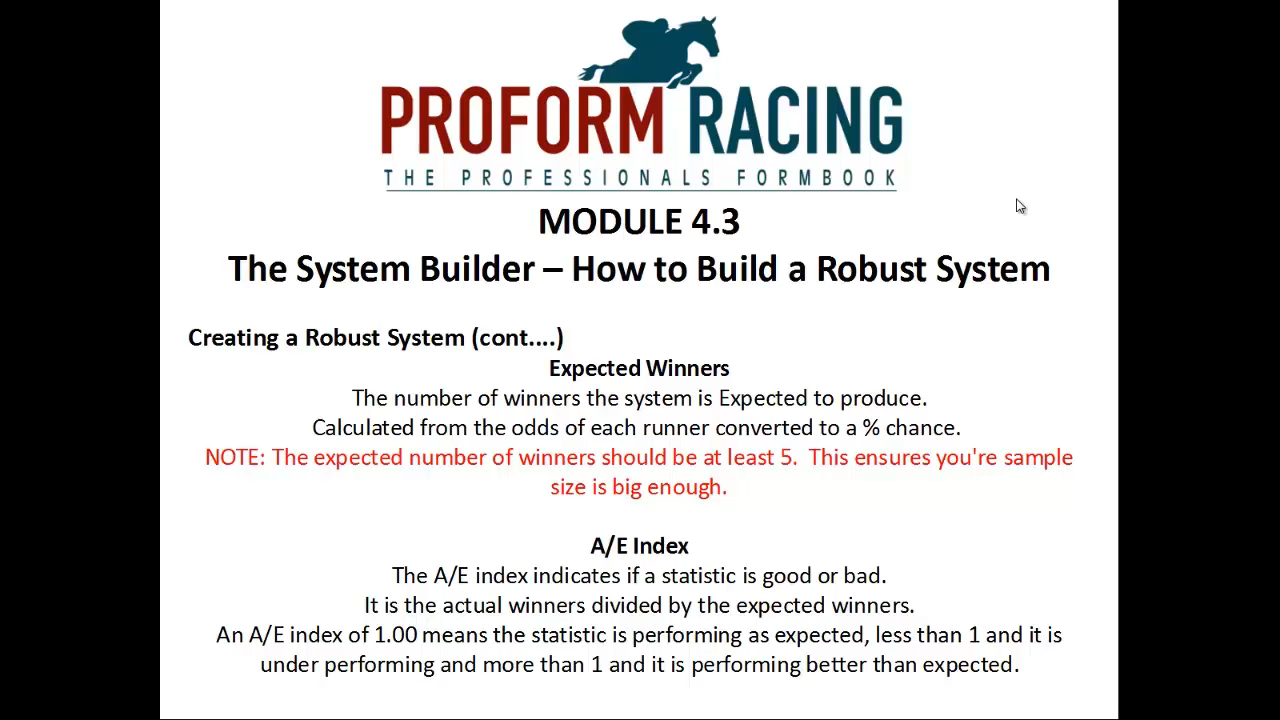 PROFORM RACING
THE PROFESSIONALS FORMBOOK
MODULE 4.3
The System Builder – How to Build a Robust System
Creating a Robust System (cont....)
Expected Winners
The number of winners the system is Expected to produce.
Calculated from the odds of each runner converted to a % chance.
NOTE: The expected number of winners should be at least 5.  This ensures you're sample
size is big enough.
A/E Index
The A/E index indicates if a statistic is good or bad.
It is the actual winners divided by the expected winners.
An A/E index of 1.00 means the statistic is performing as expected, less than 1 and it is
under performing and more than 1 and it is performing better than expected.